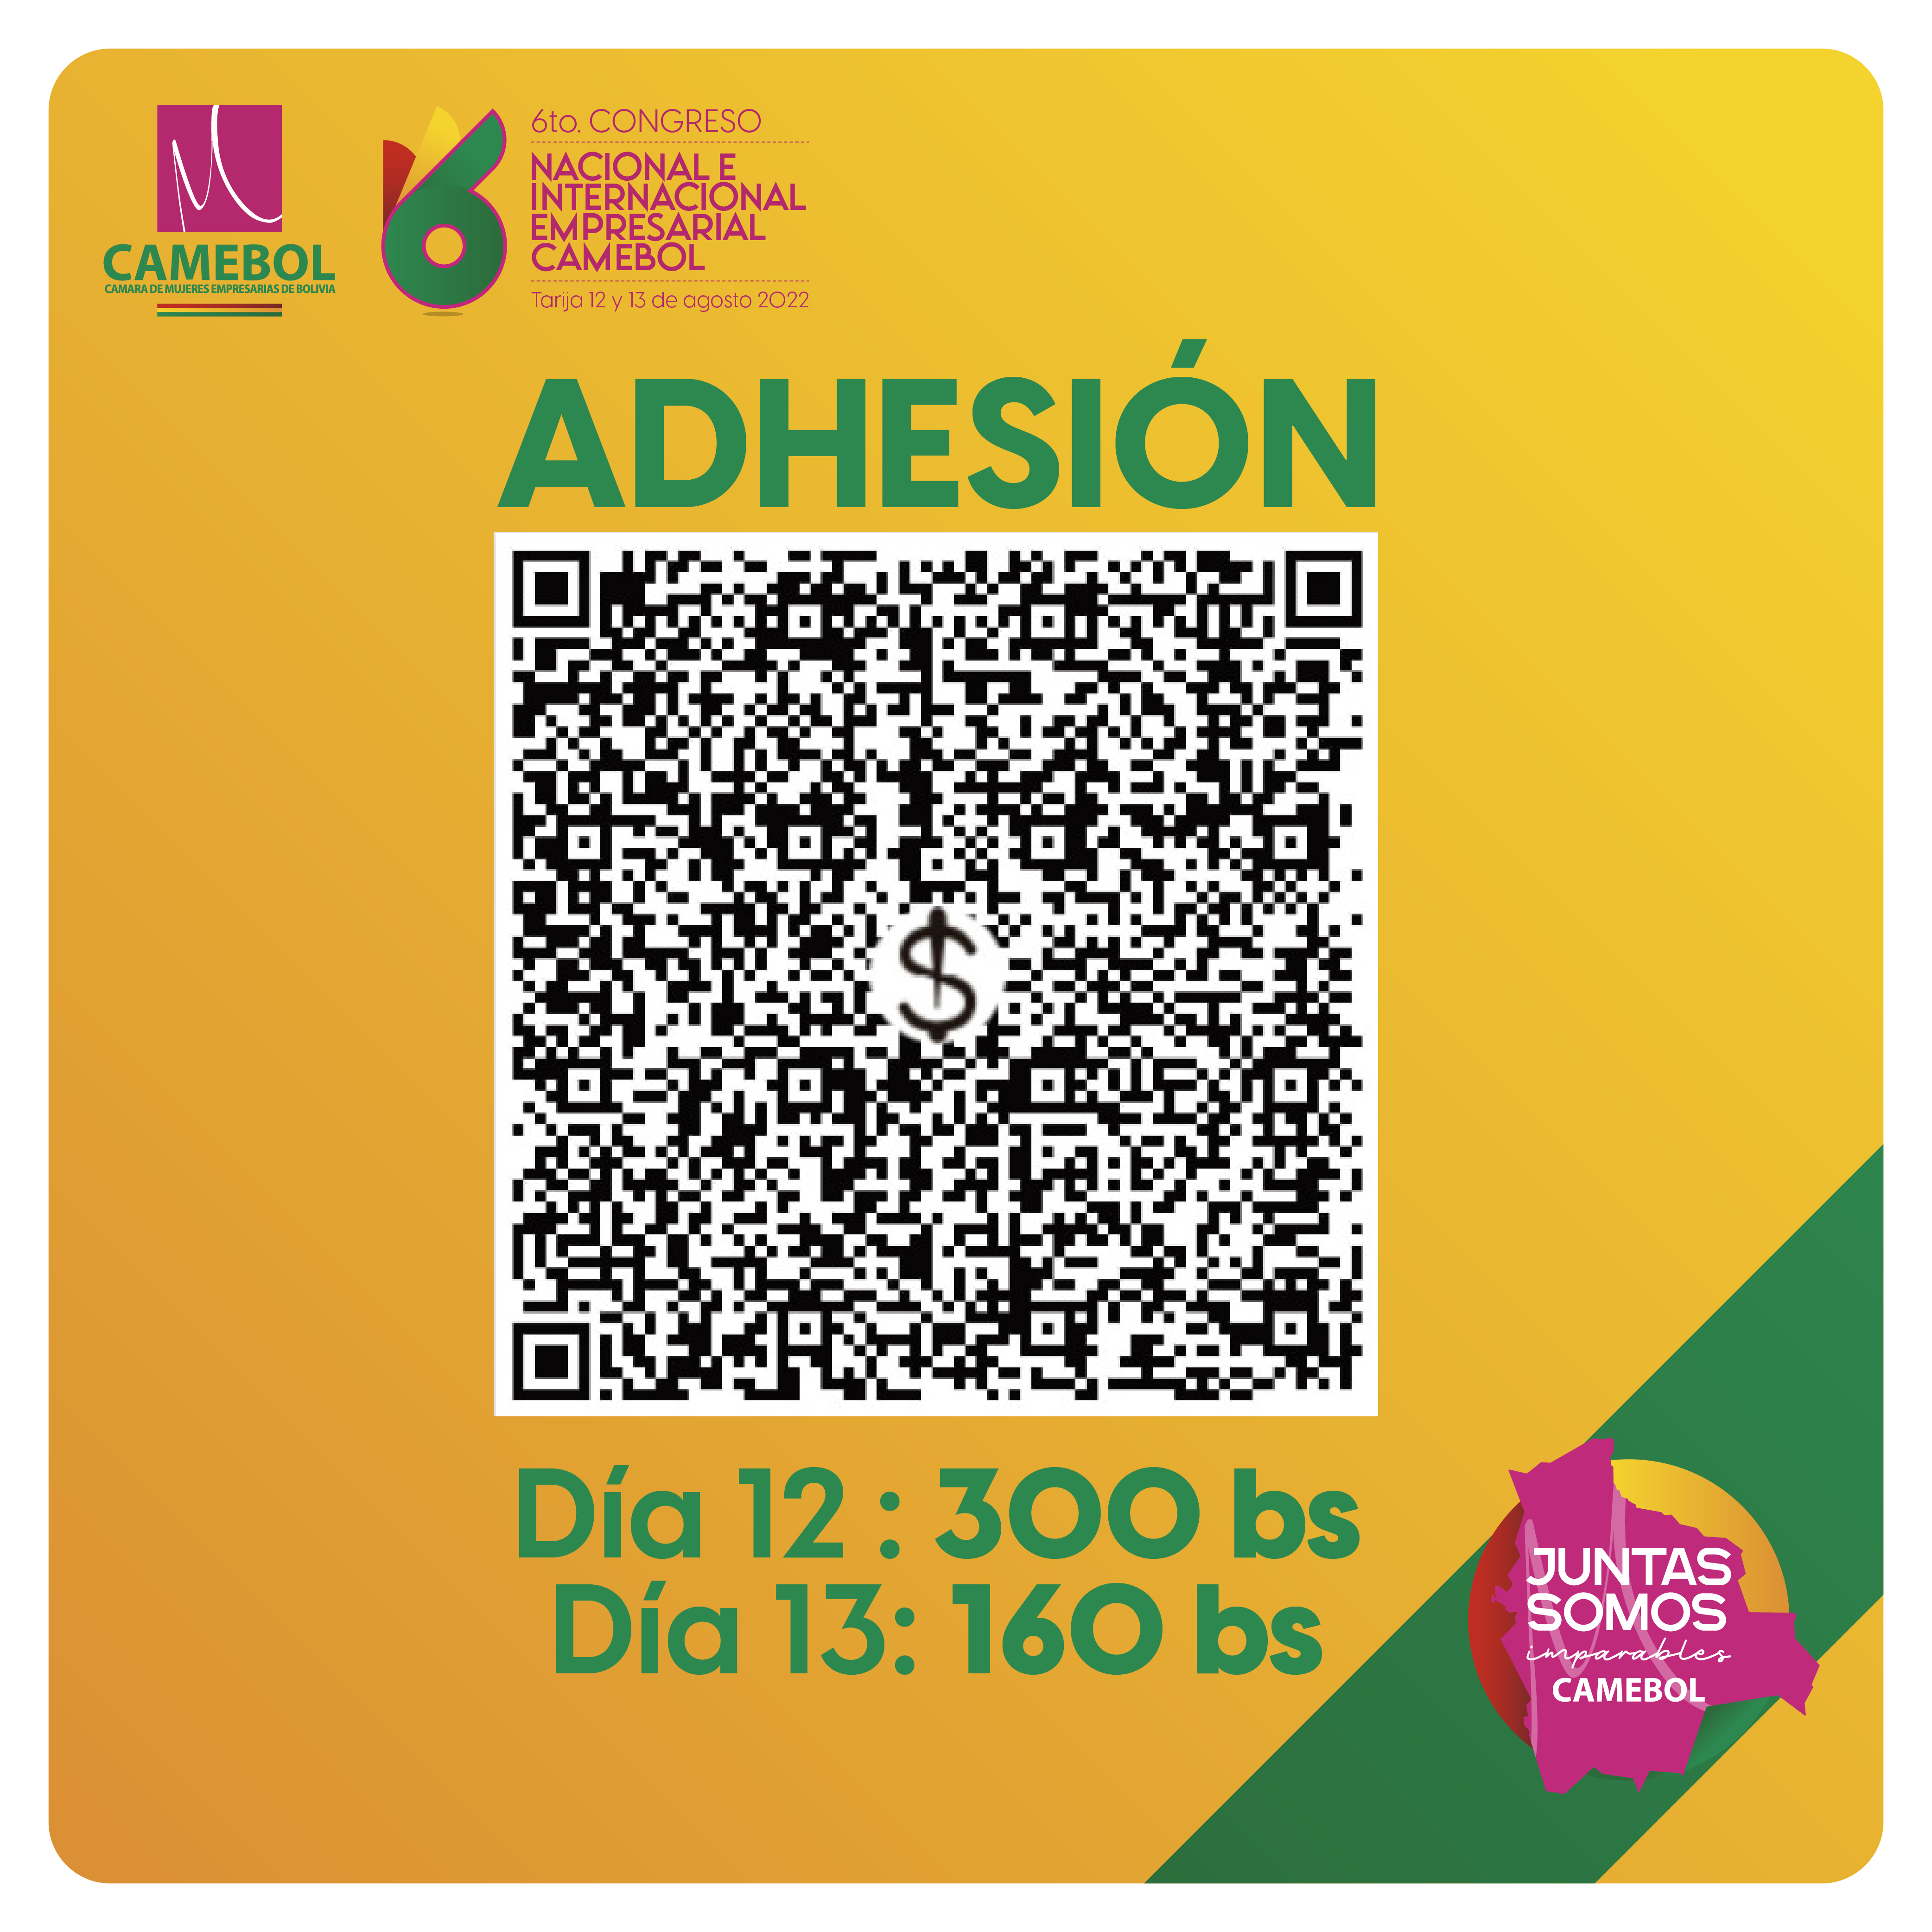 CAMEBOL
CAMARA DE MUJERES EMPRESARIAS DE BOLIVIA
6to. CONGRESO
NACIONAL E
INTERNACIONAL
EMPRESARIAL
CAMEBOL
Tarija 12 y 13 de agosto 2022
ADHESIÓN
$
Día 12 : 300 bs
Día 13: 160 bs
JUNTAS
SOMOS
imparables
CAMEBOL